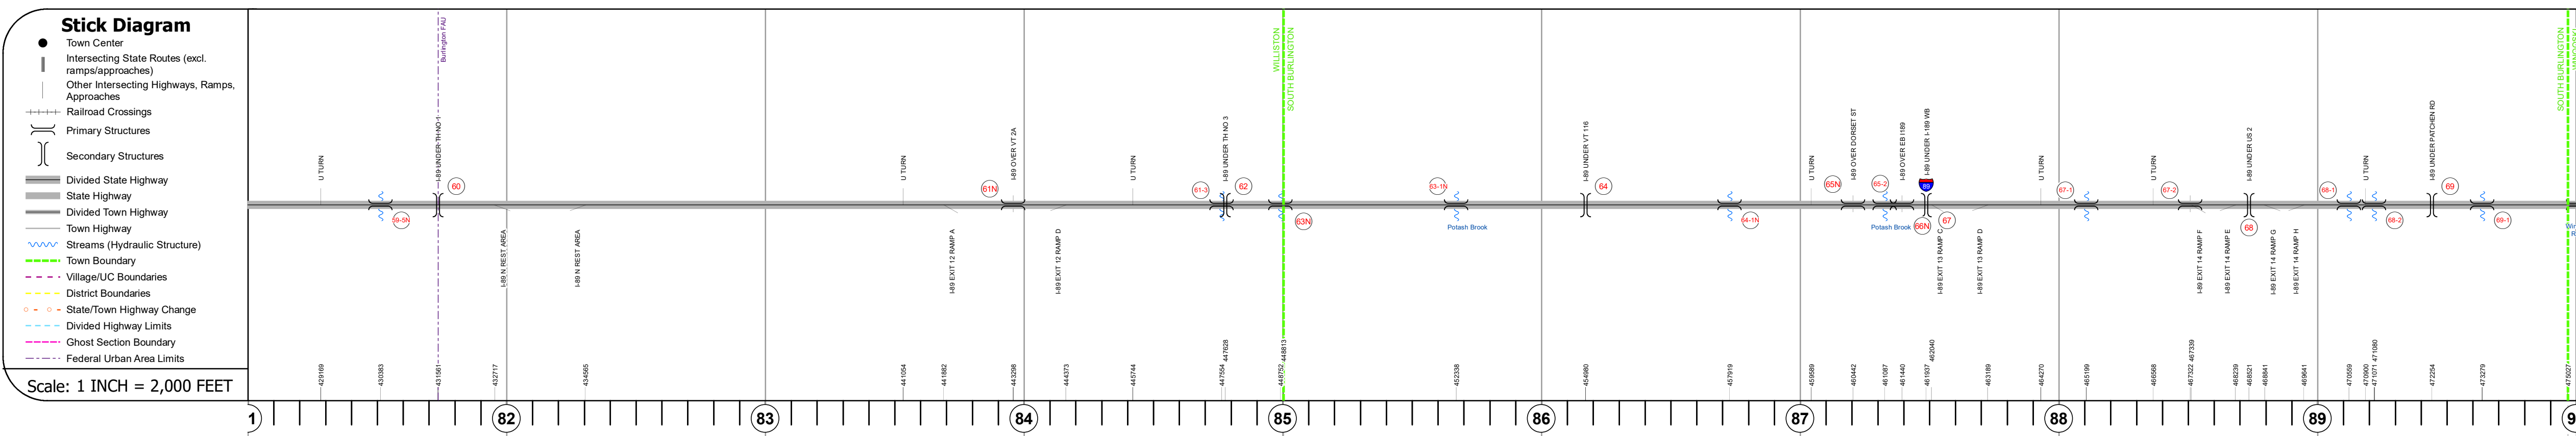 Stick Diagram
Town Center
Intersecting State Routes (excl.
ramps/approaches)
Other Intersecting Highways, Ramps,
Approaches
Railroad Crossings
Primary Structures
Secondary Structures
Divided State Highway
State Highway
Divided Town Highway
Town Highway
Streams (Hydraulic Structure)
Town Boundary
Village/UC Boundaries
District Boundaries
State/Town Highway Change
Divided Highway Limits
Ghost Section Boundary
Federal Urban Area Limits
Scale: 1 INCH = 2,000 FEET
Burlington FAU
WILLISTON
SOUTH BURLINGTON
SOUTH BURLINGTON
U TURN
I-89 UNDER TH NO 1
U TURN
I-89 OVER VT 2A
U TURN
I-89 UNDER TH NO 3
I-89 UNDER VT 116
U TURN
I-89 OVER DORSET ST
I-89 OVER EB I189
I-89 UNDER I-189 WB
U TURN
U TURN
I-89 UNDER US 2
U TURN
I-89 UNDER PATCHEN RD
59-5N
60
61N
61-3
62
63N
63-1N
64
64-1N
65N
65-2
66N
89
67
67-1
67-2
68
68-1
68-2
69
69-1
Potash Brook
Potash Brook
I-89 N REST AREA
I-89 N REST AREA
I-89 EXIT 12 RAMP A
I-89 EXIT 12 RAMP D
I-89 EXIT 13 RAMP C
I-89 EXIT 13 RAMP D
I-89 EXIT 14 RAMP F
I-89 EXIT 14 RAMP E
I-89 EXIT 14 RAMP G
I-89 EXIT 14 RAMP H
429169
430383
431561
432717
434565
441054
441882
443298
444373
445744
447554
447628
448752
448813
452338
454980
457919
459589
460442
461087
461440
461937
462040
463189
464270
465199
466568
467322
467339
468239
468521
468841
469641
470559
470900
471071
471080
472254
473279
475027
1
82
83
84
85
86
87
88
89
9